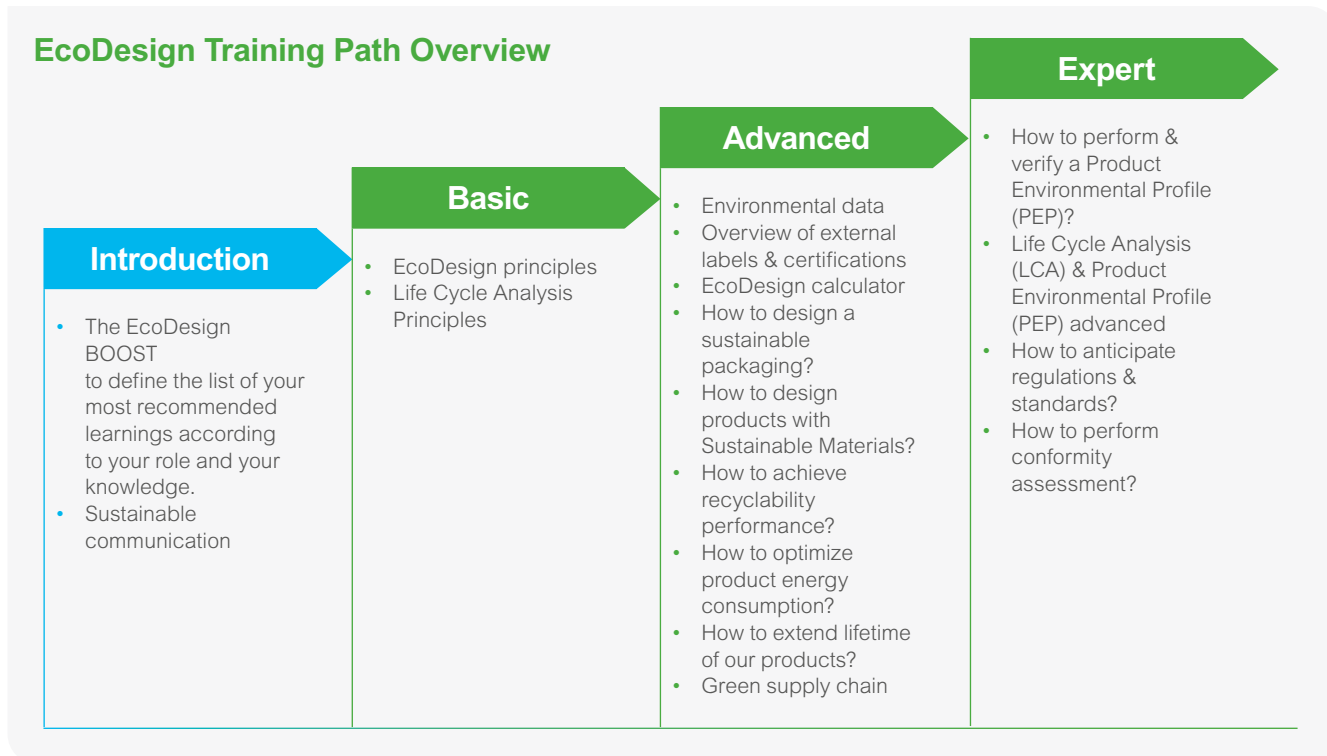 EcoDesign Training Path Overview
Introduction
• The EcoDesign
BOOST
to define the list of your
most recommended
learnings according
to your role and your
knowledge.
• Sustainable
communication
Basic
• EcoDesign principles
• Life Cycle Analysis
Principles
Advanced
• Environmental data
• Overview of external
labels & certifications
• EcoDesign calculator
• How to design a
sustainable
packaging?
• How to design
products with
Sustainable Materials?
• How to achieve
recyclability
performance?
• How to optimize
product energy
consumption?
• How to extend lifetime
of our products?
• Green supply chain
Expert
• How to perform &
verify a Product
Environmental Profile
(PEP)?
• Life Cycle Analysis
(LCA) & Product
Environmental Profile
(PEP) advanced
• How to anticipate
regulations &
standards?
• How to perform
conformity
assessment?